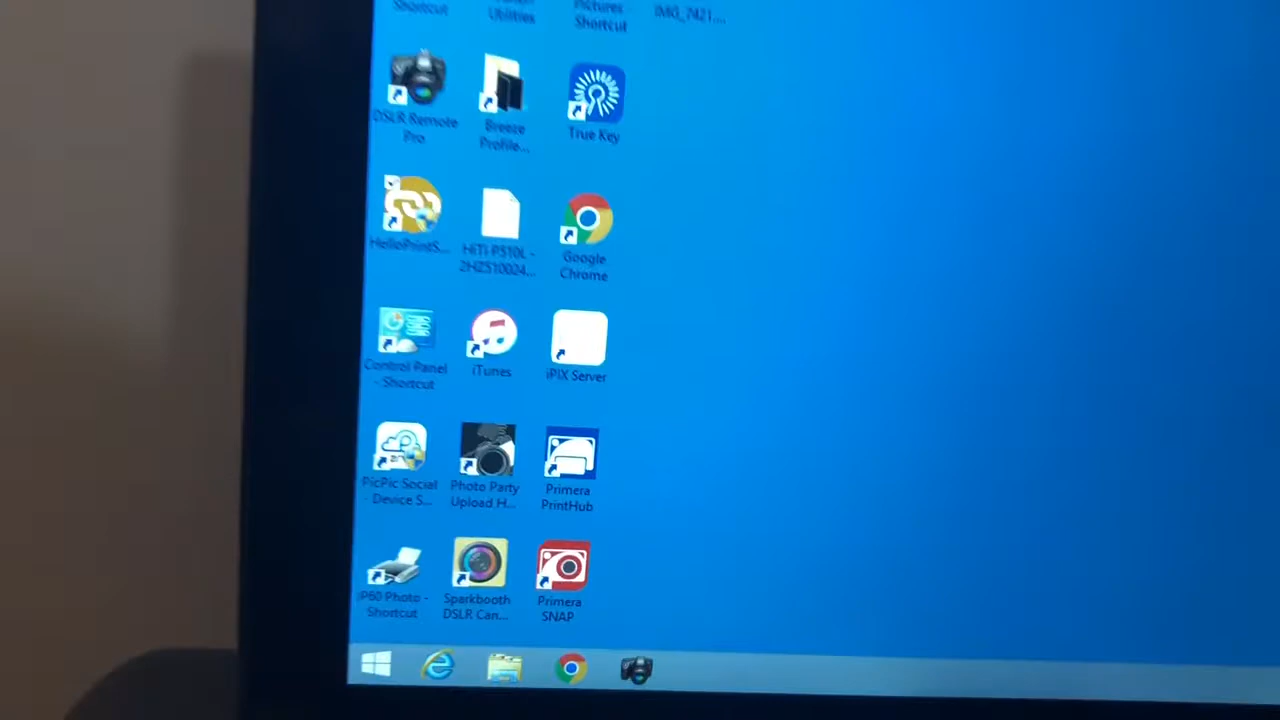 Shortcut
Utilities
Pictures
Shortcut
IMG_7421....
DSLR Remote
Pro
Breeze
Profile...
True Key
HelloPrintS...
HiTi P510L -
2HZ510024...
Google
Chrome
Control Panel
- Shortcut
iTunes
iPIX Server
PicPic Social
- Device S...
Photo Party
Upload H...
Primera
PrintHub
iP60 Photo -
Shortcut
Sparkbooth
DSLR Can...
Primera
SNAP